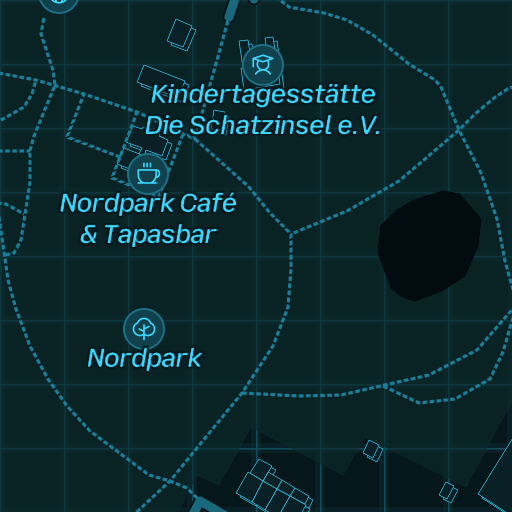 Kindertagesstätte
Die Schatzinsel e.V.
Nordpark Café
& Tapasbar
Nordpark